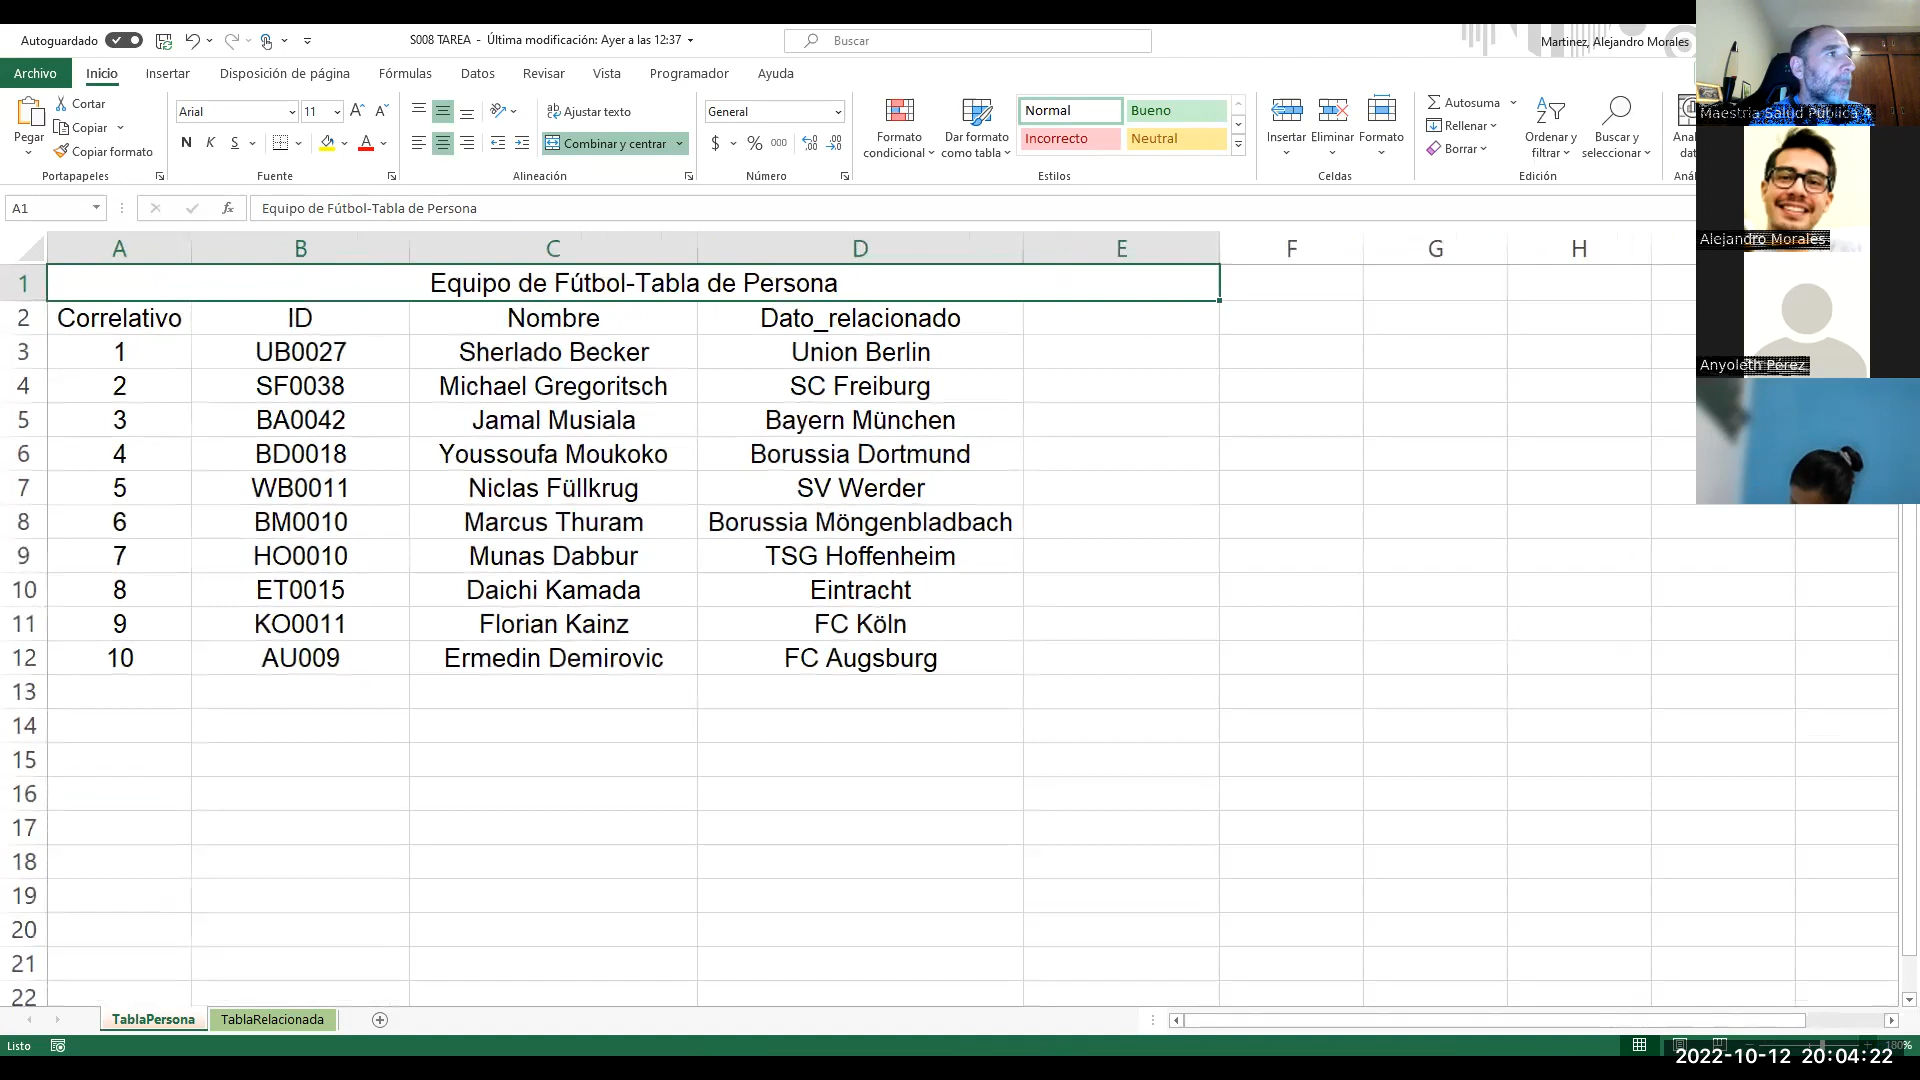 Autoguardado
S008 TAREA - Última modificación: Ayer a las 12:37
Buscar
Martinez, Alejandro Morales
Archivo Inicio Insertar Disposición de página Fórmulas Datos Revisar Vista Programador Ayuda
Pegar
Cortar
Copiar
Copiar formato
Portapapeles
Arial 11
N K S
Fuente
Ajustar texto
Combinar y centrar
Alineación
General
$ % 000
Número
Formato condicional
Dar formato como tabla
Normal Bueno
Incorrecto Neutral
Estilos
Insertar Eliminar Formato
Celdas
Autosuma
Rellenar
Borrar
Ordenar y filtrar
Buscar y seleccionar
Edición
A1
fx
Equipo de Fútbol-Tabla de Persona
A B C D E F G H
1 Equipo de Fútbol-Tabla de Persona
2 Correlativo ID Nombre Dato_relacionado
3 1 UB0027 Sherlado Becker Union Berlin
4 2 SF0038 Michael Gregoritsch SC Freiburg
5 3 BA0042 Jamal Musiala Bayern München
6 4 BD0018 Youssoufa Moukoko Borussia Dortmund
7 5 WB0011 Niclas Füllkrug SV Werder
8 6 BM0010 Marcus Thuram Borussia Möngenbladbach
9 7 HO0010 Munas Dabbur TSG Hoffenheim
10 8 ET0015 Daichi Kamada Eintracht
11 9 KO0011 Florian Kainz FC Köln
12 10 AU009 Ermedin Demirovic FC Augsburg
13
14
15
16
17
18
19
20
21
22
TablaPersona TablaRelacionada
Listo
180%
Maestria Salud Pública 4
Alejandro Morales
Anyoleth Pérez
2022-10-12 20:04:22